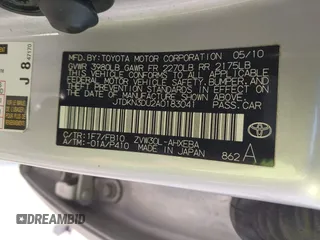 MFD. BY: TOYOTA MOTOR CORPORATION 05/10
GVWR 3980LB GAWR FR 2270LB RR 2175LB
THIS VEHICLE CONFORMS TO ALL APPLICABLE
FEDERAL MOTOR VEHICLE SAFETY, BUMPER, AND
THEFT PREVENTION STANDARDS IN EFFECT ON
THE DATE OF MANUFACTURE SHOWN ABOVE.
JTDKN3DU2A0183041 PASS. CAR
C/TR: 1F7/FB10 ZVW30L-AHXEBA
A/TM: -01A/P410 MADE IN JAPAN
862 A
TOYOTA
J 8
DREAMBID